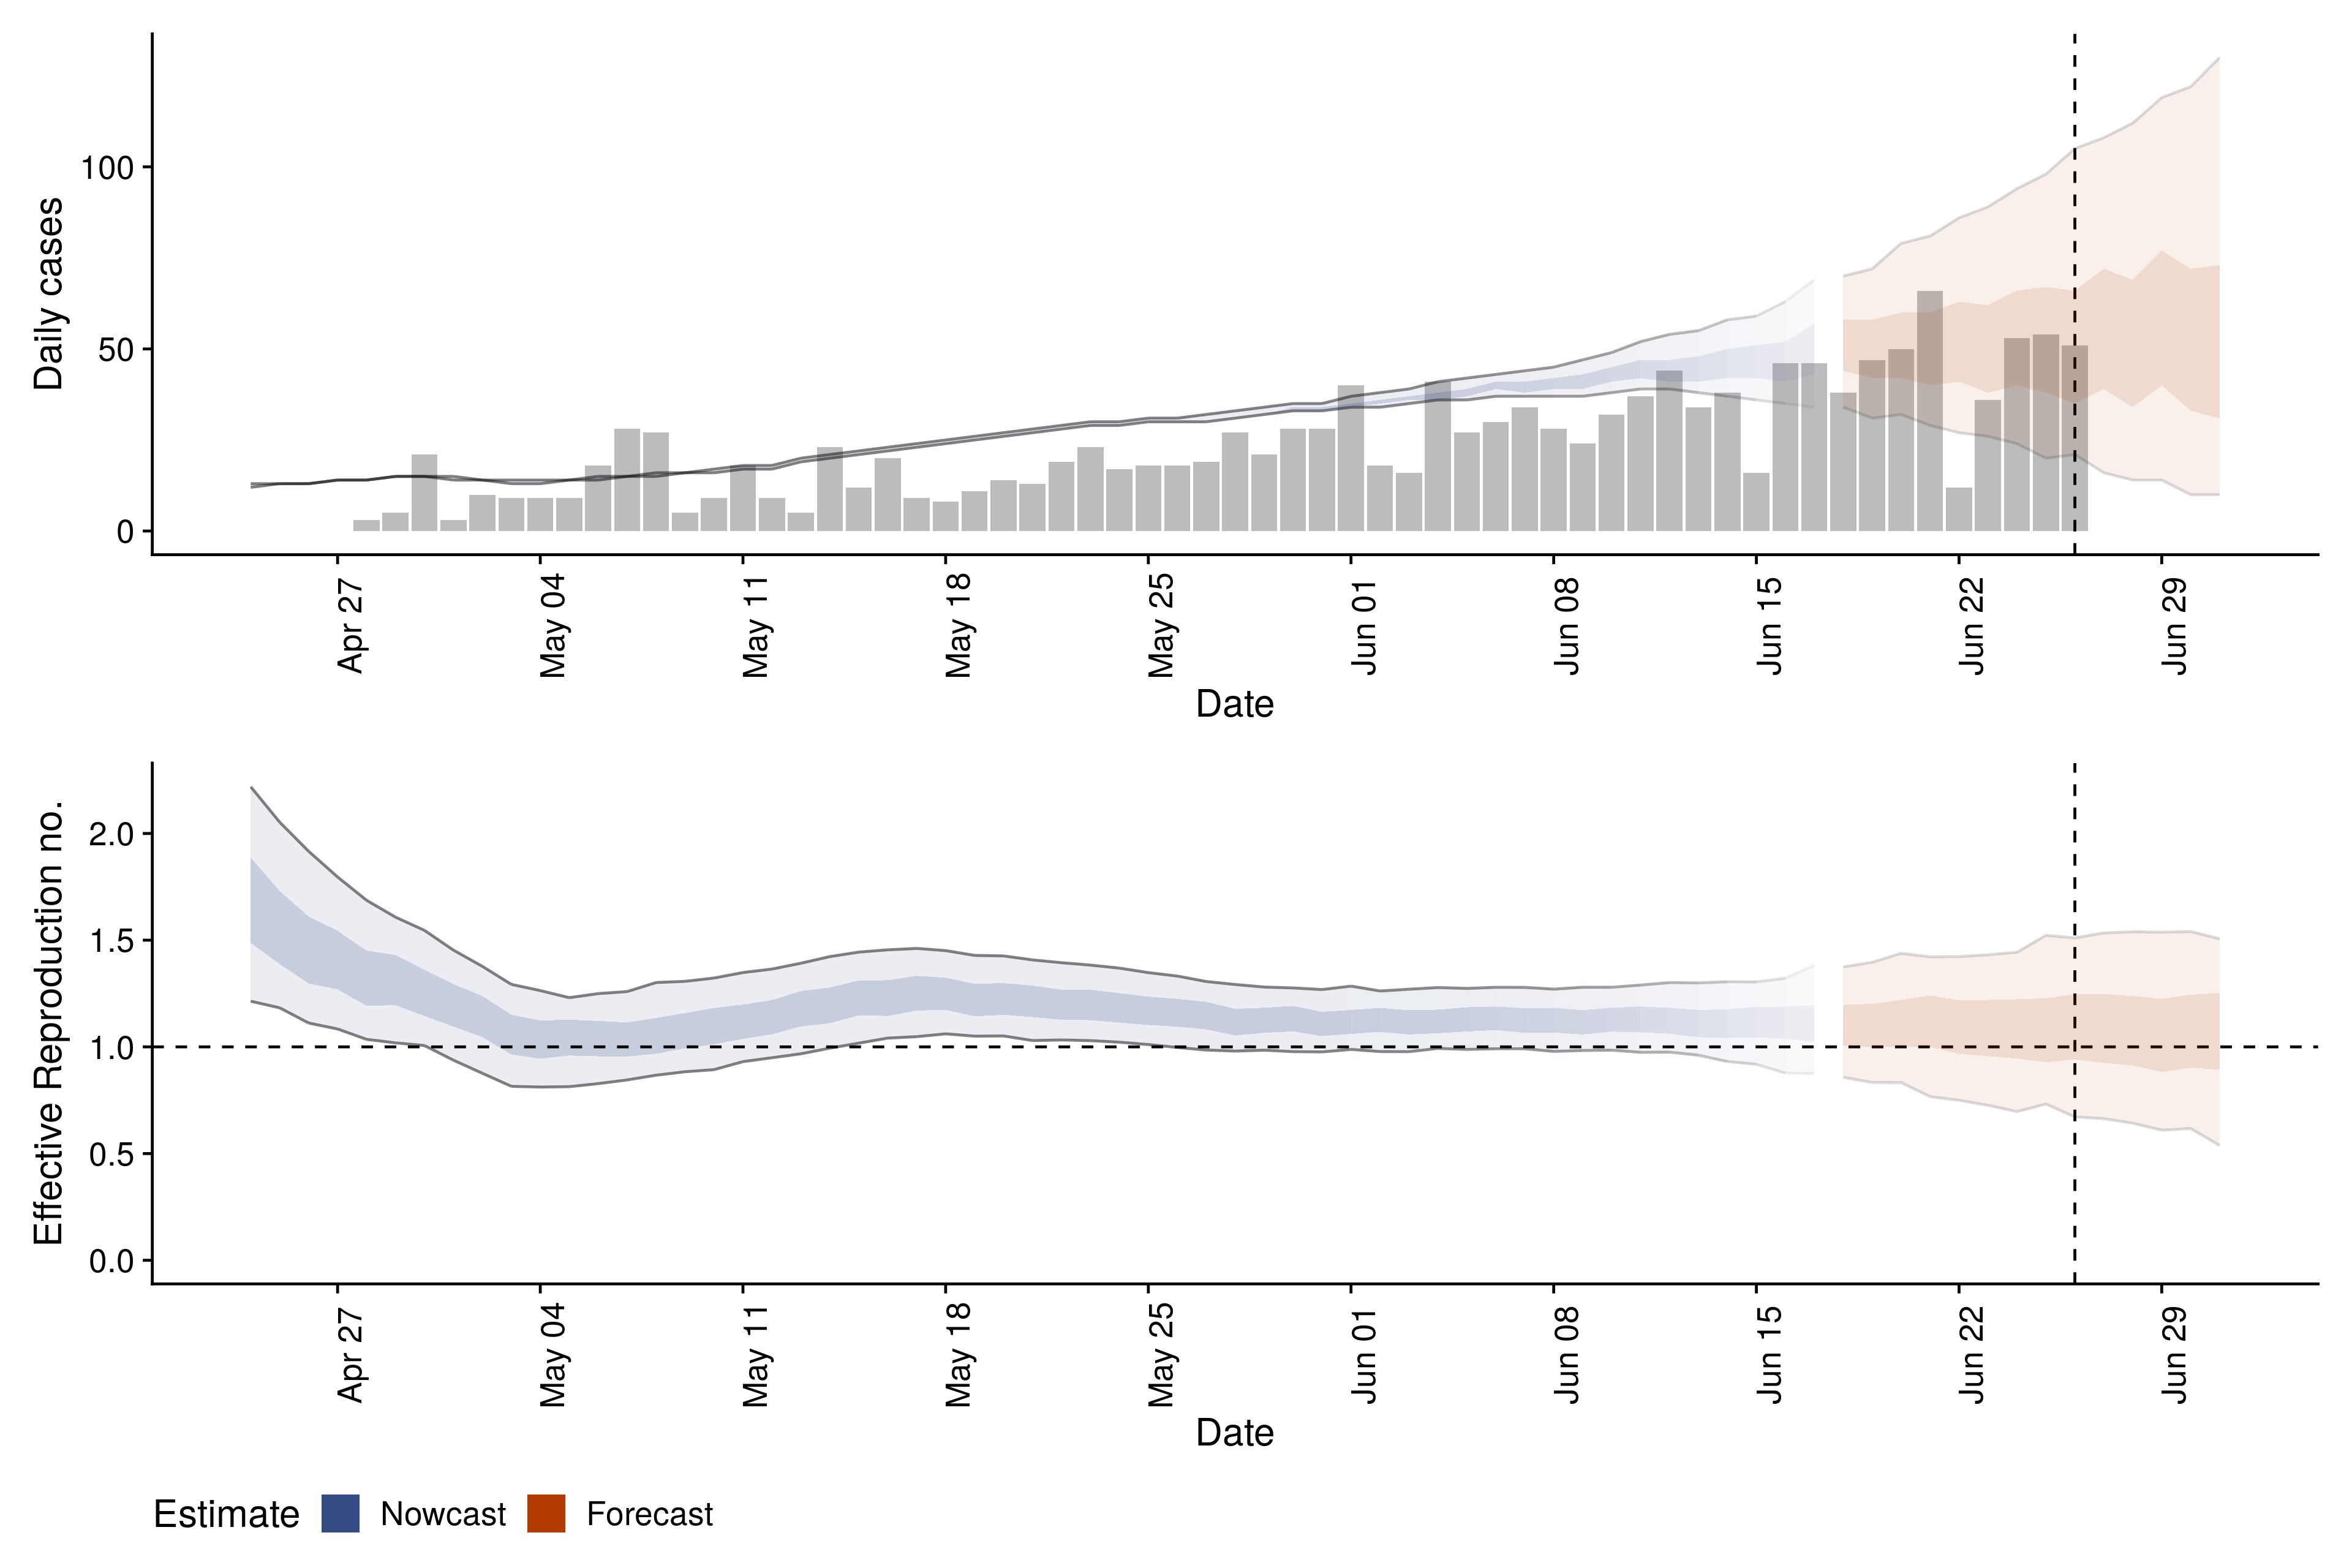 Daily cases
100
50
0
Apr 27
May 04
May 11
May 18
May 25
Jun 01
Jun 08
Jun 15
Jun 22
Jun 29
Date
Effective Reproduction no.
2.0
1.5
1.0
0.5
0.0
Apr 27
May 04
May 11
May 18
May 25
Jun 01
Jun 08
Jun 15
Jun 22
Jun 29
Date
Estimate Nowcast Forecast